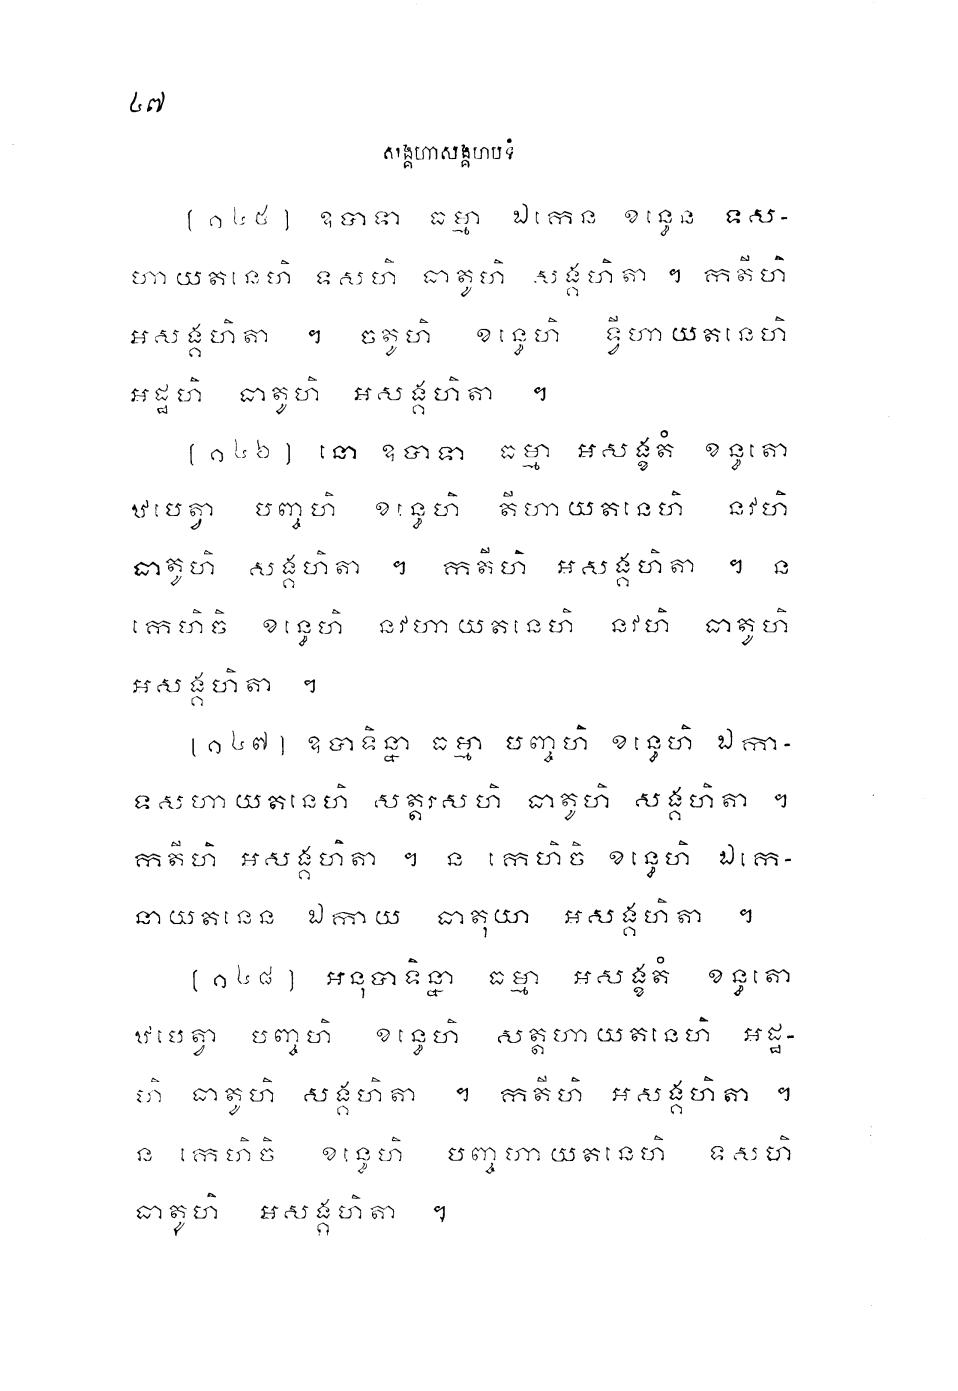 ៤៧
សង្គហាសង្គហបទំ
[១៤៥] ឧបាទា ធម្មា ឯកេន ខន្ធេន ទស-
ហាយតនេហិ ទសហិ ធាតូហិ សង្គហិតា ។ កតីហិ
អសង្គហិតា ។ ចតូហិ ខន្ធេហិ ទ្វីហាយតនេហិ
អដ្ឋហិ ធាតូហិ អសង្គហិតា ។
[១៤៦] នោ ឧបាទា ធម្មា អសង្ខតំ ខន្ធតោ
ឋបេត្វា បញ្ចហិ ខន្ធេហិ តីហាយតនេហិ នវហិ
ធាតូហិ សង្គហិតា ។ កតីហិ អសង្គហិតា ។ ន
កេហិចិ ខន្ធេហិ នវហាយតនេហិ នវហិ ធាតូហិ
អសង្គហិតា ។
[១៤៧] ឧបាទិន្នា ធម្មា បញ្ចហិ ខន្ធេហិ ឯកា-
ទសហាយតនេហិ សត្តរសហិ ធាតូហិ សង្គហិតា ។
កតីហិ អសង្គហិតា ។ ន កេហិចិ ខន្ធេហិ ឯកេ-
នាយតនេន ឯកាយ ធាតុយា អសង្គហិតា ។
[១៤៨] អនុបាទិន្នា ធម្មា អសង្ខតំ ខន្ធតោ
ឋបេត្វា បញ្ចហិ ខន្ធេហិ សត្តហាយតនេហិ អដ្ឋ-
ហិ ធាតូហិ សង្គហិតា ។ កតីហិ អសង្គហិតា ។
ន កេហិចិ ខន្ធេហិ បញ្ចហាយតនេហិ ទសហិ
ធាតូហិ អសង្គហិតា ។